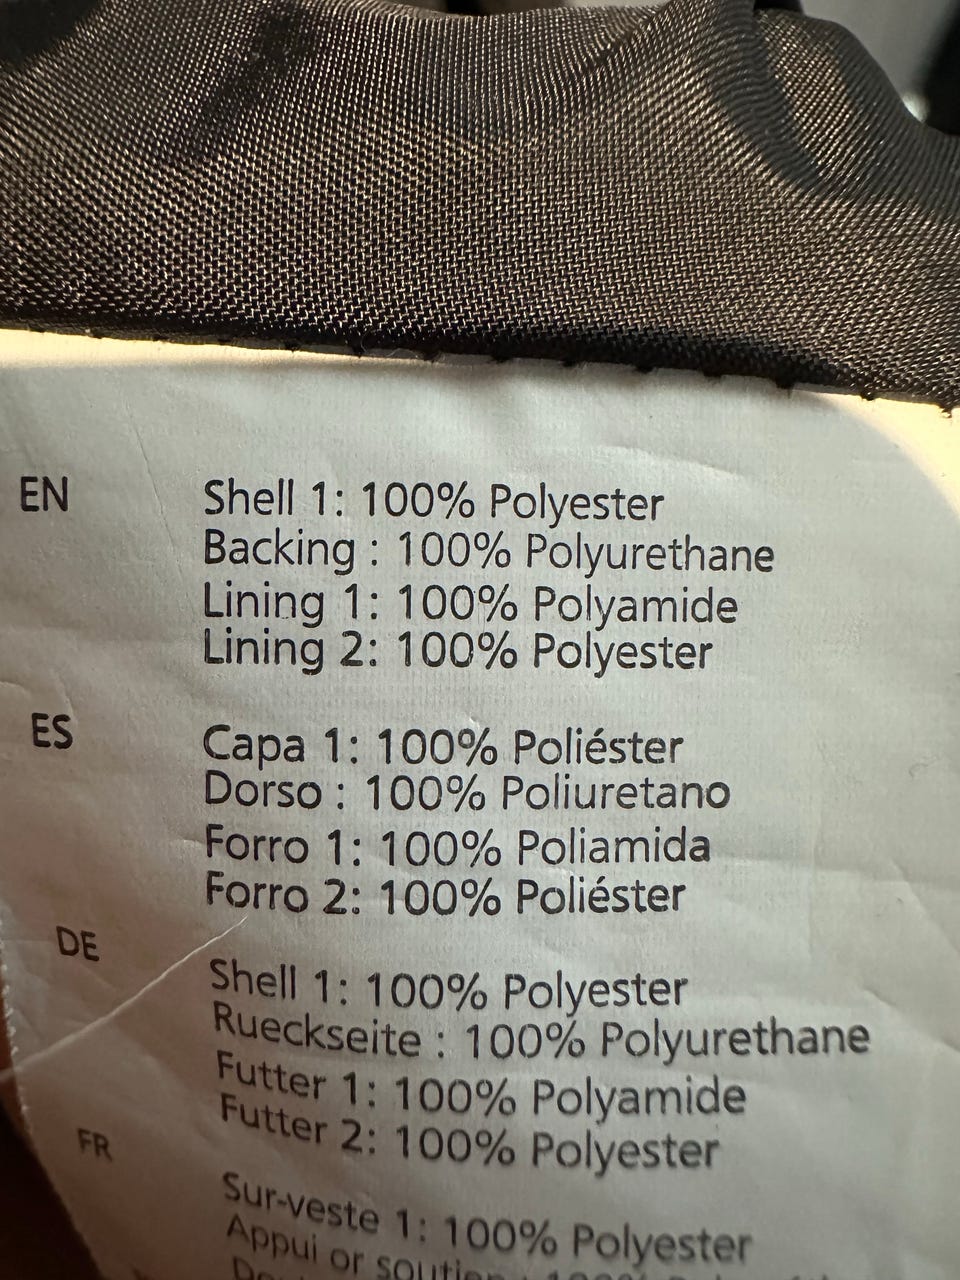 EN Shell 1: 100% Polyester
Backing : 100% Polyurethane
Lining 1: 100% Polyamide
Lining 2: 100% Polyester
ES Capa 1: 100% Poliéster
Dorso : 100% Poliuretano
Forro 1: 100% Poliamida
Forro 2: 100% Poliéster
DE Shell 1: 100% Polyester
Rueckseite : 100% Polyurethane
Futter 1: 100% Polyamide
Futter 2: 100% Polyester
FR Sur-veste 1: 100% Polyester
Appui or soutien : 100%